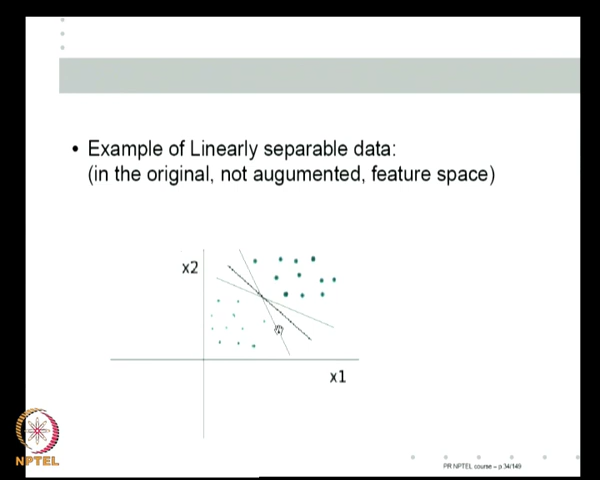 • Example of Linearly separable data:
(in the original, not augumented, feature space)
x2
x1
NPTEL
PR NPTEL course – p.34/149